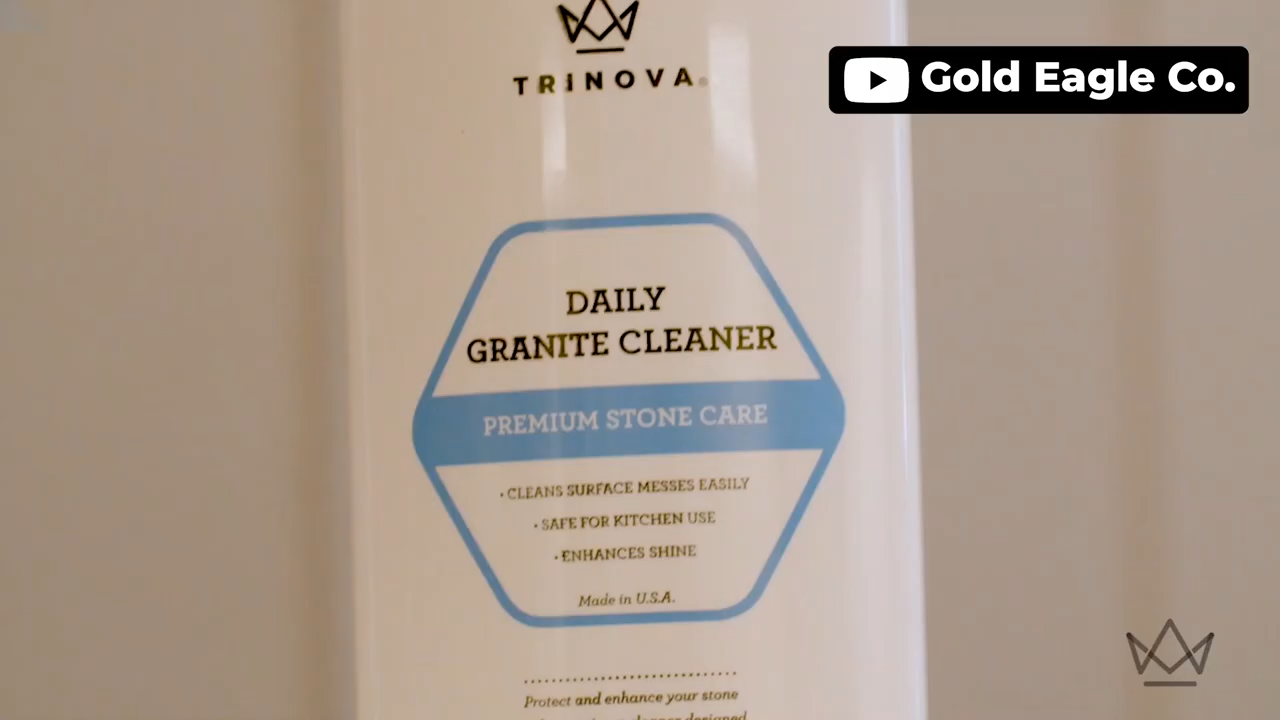 TRINOVA
Gold Eagle Co.
DAILY
GRANITE CLEANER
PREMIUM STONE CARE
• CLEANS SURFACE MESSES EASILY
• SAFE FOR KITCHEN USE
• ENHANCES SHINE
Made in U.S.A.
Protect and enhance your stone